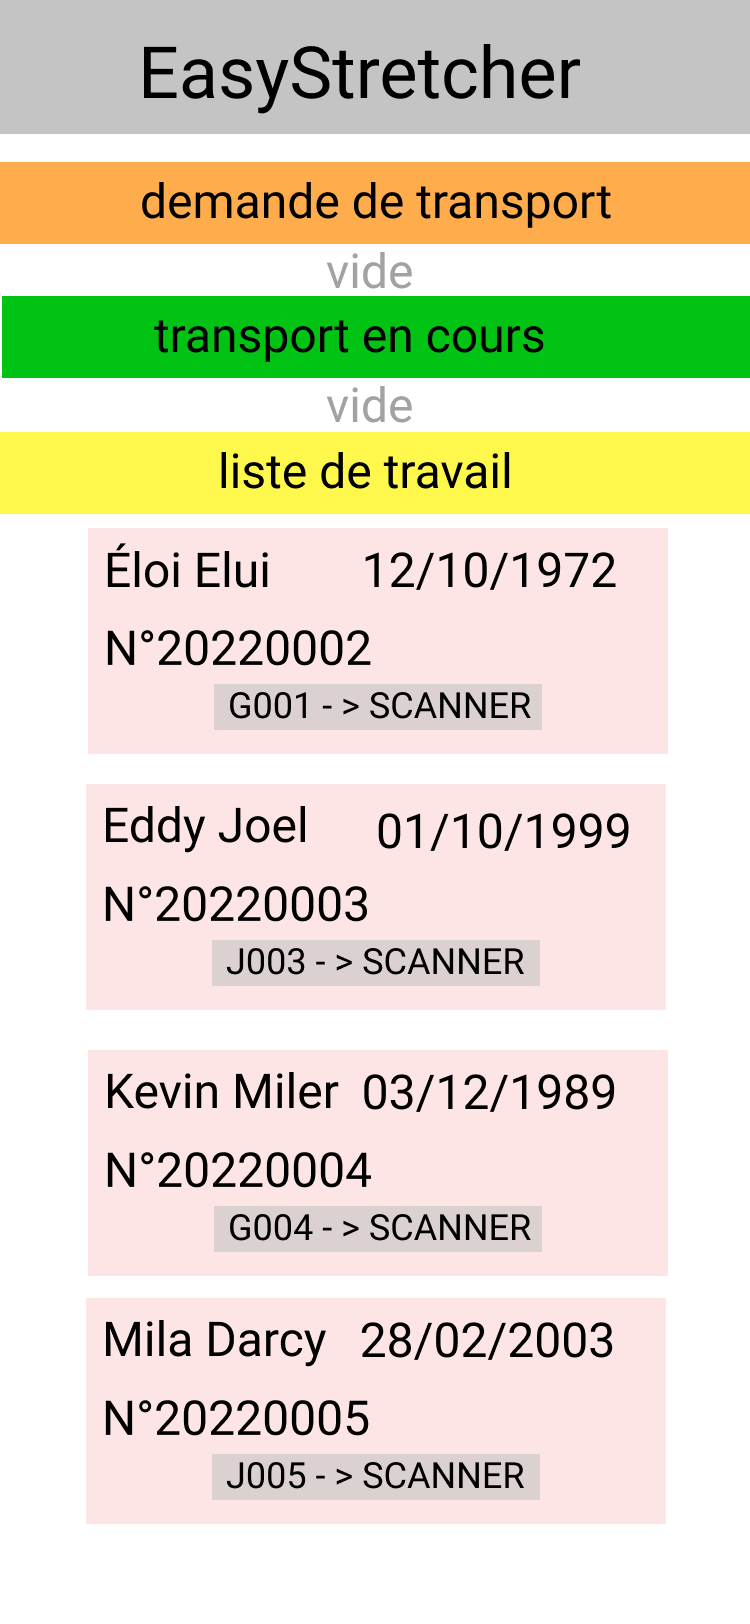 EasyStretcher
demande de transport
vide
transport en cours
vide
liste de travail
Éloi Elui 12/10/1972
N°20220002
G001 - > SCANNER
Eddy Joel 01/10/1999
N°20220003
J003 - > SCANNER
Kevin Miler 03/12/1989
N°20220004
G004 - > SCANNER
Mila Darcy 28/02/2003
N°20220005
J005 - > SCANNER